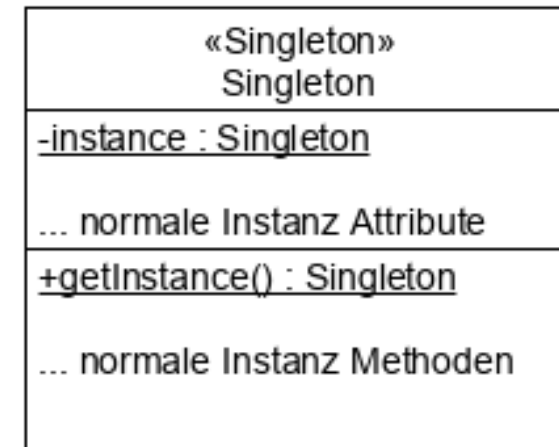 «Singleton»
Singleton
-instance : Singleton
... normale Instanz Attribute
+getInstance() : Singleton
... normale Instanz Methoden